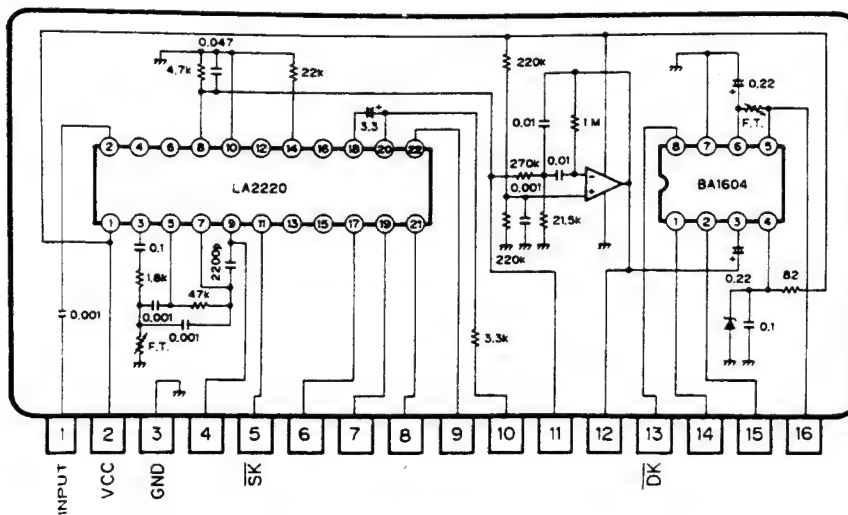 0.047
4.7k
22k
220k
0.22
F.T.
3.3
0.01
1 M
2 4 6 8 10 12 14 16 18 20 22
8 7 6 5
270k
0.01
LA2220
0.001
BA1604
1 3 5 7 9 11 13 15 17 19 21
1 2 3 4
0.1
2200p
21.5k
220k
1.8k
0.22
82
47k
0.001
0.001
0.001
0.1
F.T.
3.3k
1 2 3 4 5 6 7 8 9 10 11 12 13 14 15 16
INPUT VCC GND SK DK